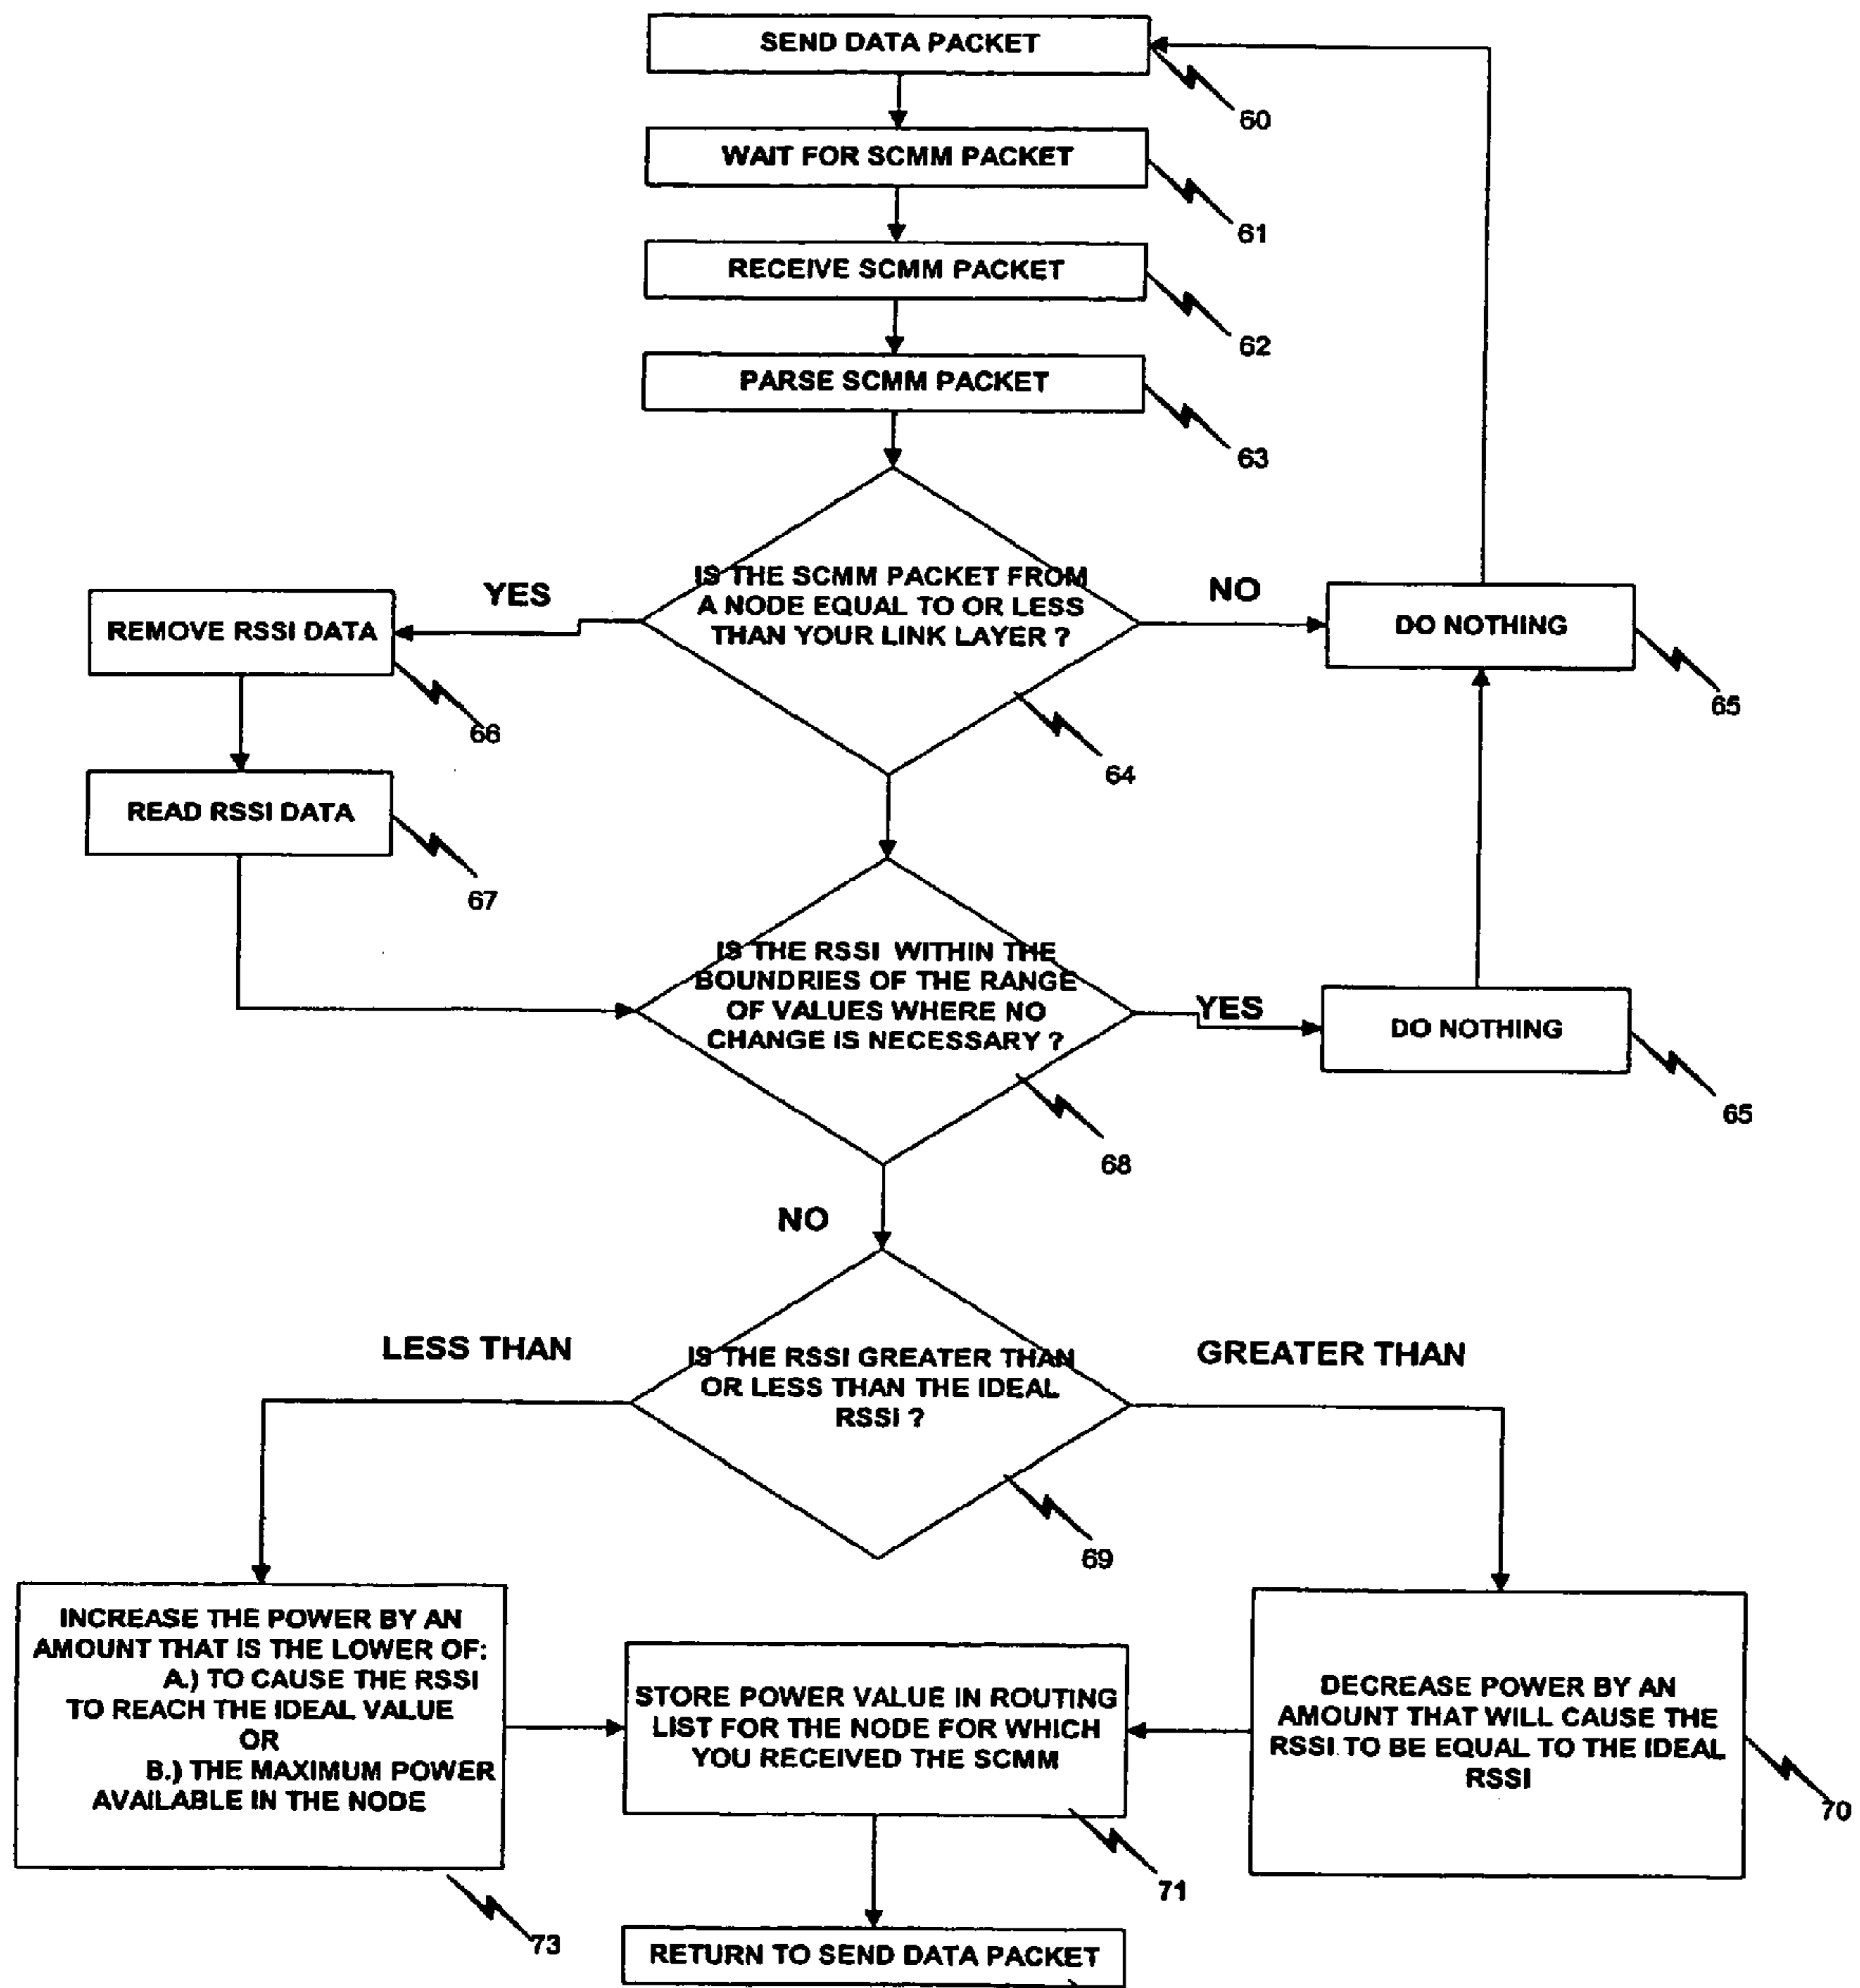 SEND DATA PACKET
60
WAIT FOR SCMM PACKET
61
RECEIVE SCMM PACKET
62
PARSE SCMM PACKET
63
IS THE SCMM PACKET FROM
A NODE EQUAL TO OR LESS
THAN YOUR LINK LAYER ?
64
YES
NO
REMOVE RSSI DATA
66
DO NOTHING
65
READ RSSI DATA
67
IS THE RSSI WITHIN THE
BOUNDRIES OF THE RANGE
OF VALUES WHERE NO
CHANGE IS NECESSARY ?
68
YES
DO NOTHING
65
NO
IS THE RSSI GREATER THAN
OR LESS THAN THE IDEAL
RSSI ?
69
LESS THAN
GREATER THAN
INCREASE THE POWER BY AN
AMOUNT THAT IS THE LOWER OF:
A.) TO CAUSE THE RSSI
TO REACH THE IDEAL VALUE
OR
B.) THE MAXIMUM POWER
AVAILABLE IN THE NODE
73
STORE POWER VALUE IN ROUTING
LIST FOR THE NODE FOR WHICH
YOU RECEIVED THE SCMM
71
DECREASE POWER BY AN
AMOUNT THAT WILL CAUSE THE
RSSI TO BE EQUAL TO THE IDEAL
RSSI
70
RETURN TO SEND DATA PACKET